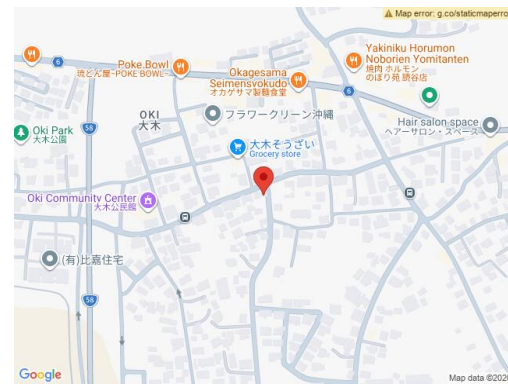 Map error: g.co/staticmaperro
6
Poke.Bowl
琉どん屋~POKE BOWL~
Okagesama
Seimensyokudo
オカゲサマ製麺食堂
Yakiniku Horumon
Noborien Yomitanten
焼肉 ホルモン
のぼり苑 読谷店
6
OKI
大木
58
フラワークリーン沖縄
Hair salon space
ヘアーサロン・スペース
Oki Park
大木公園
大木そうざい
Grocery store
Oki Community Center
大木公民館
(有)比嘉住宅
58
Google
Map data ©2026